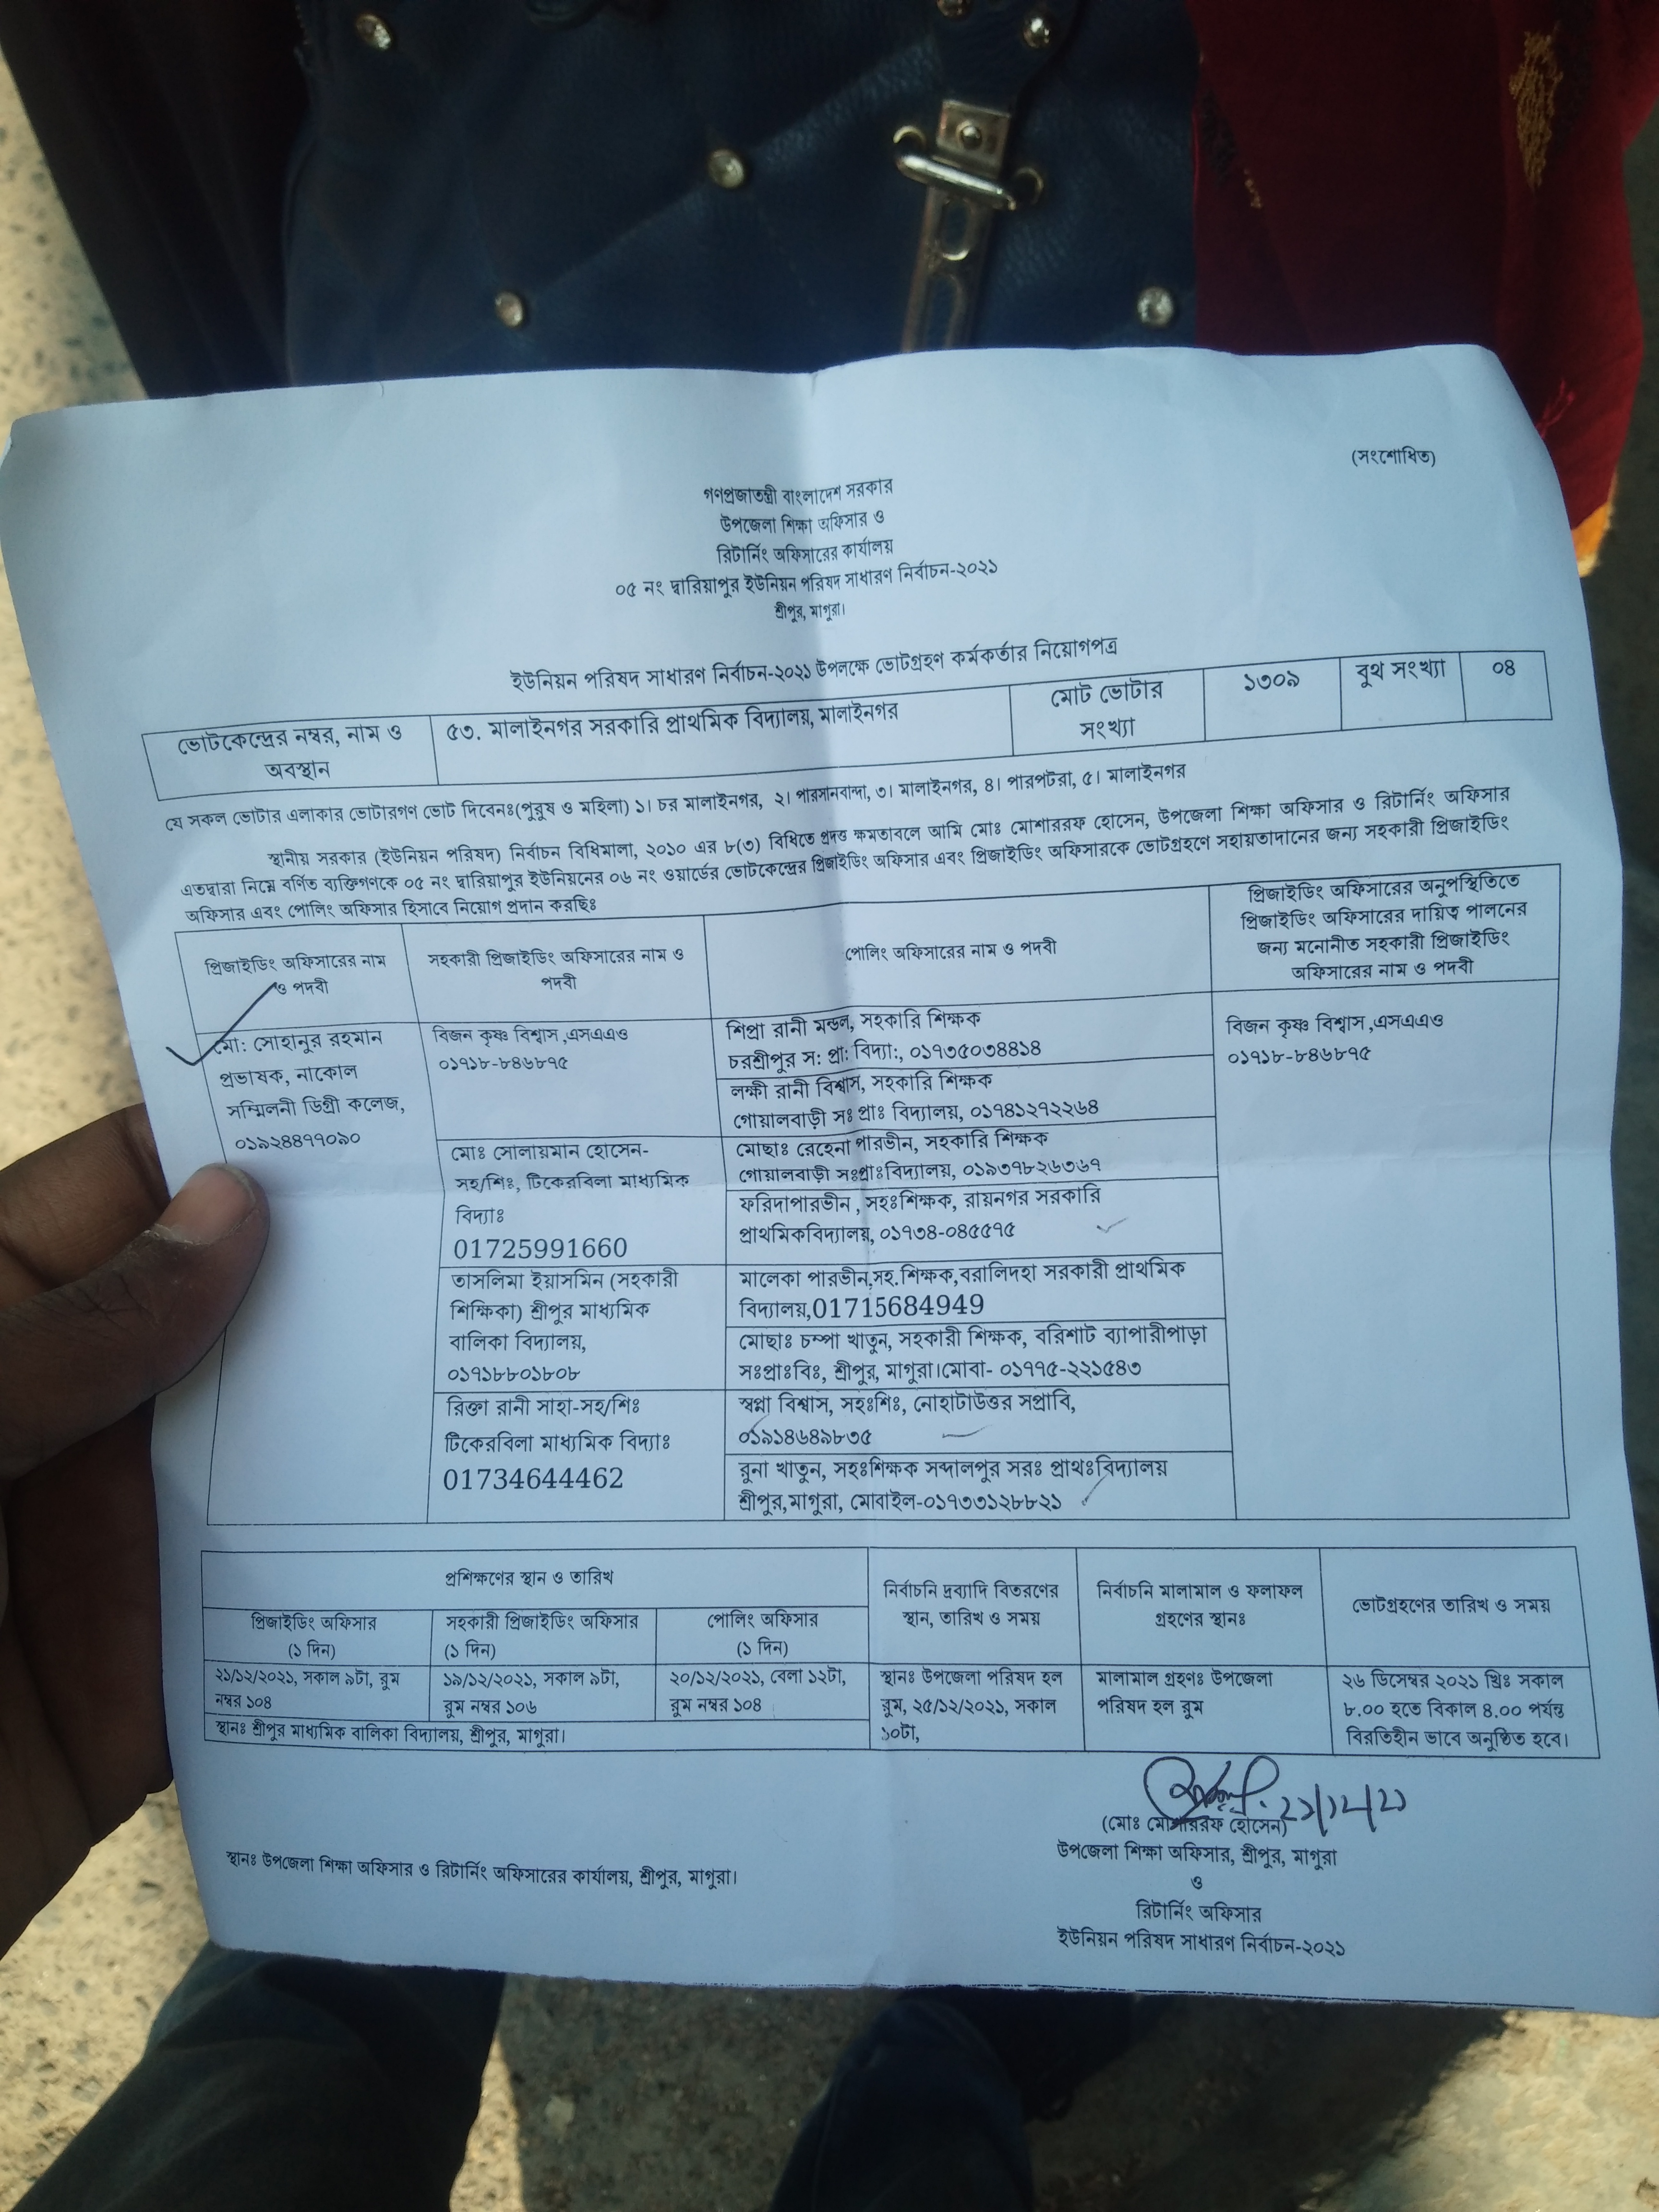 (সংশোধিত)
গণপ্রজাতন্ত্রী বাংলাদেশ সরকার
উপজেলা শিক্ষা অফিসার ও
রিটার্নিং অফিসারের কার্যালয়
০৫ নং দ্বারিয়াপুর ইউনিয়ন পরিষদ সাধারণ নির্বাচন-২০২১
শ্রীপুর, মাগুরা।
ইউনিয়ন পরিষদ সাধারণ নির্বাচন-২০২১ উপলক্ষে ভোটগ্রহণ কর্মকর্তার নিয়োগপত্র
ভোটকেন্দ্রের নম্বর, নাম ও
অবস্থান
৫৩. মালাইনগর সরকারি প্রাথমিক বিদ্যালয়, মালাইনগর
মোট ভোটার
সংখ্যা
১৩০৯
বুথ সংখ্যা
০৪
যে সকল ভোটার এলাকার ভোটারগণ ভোট দিবেনঃ(পুরুষ ও মহিলা) ১। চর মালাইনগর, ২। পারসানবান্দা, ৩। মালাইনগর, ৪। পারপটরা, ৫। মালাইনগর
স্থানীয় সরকার (ইউনিয়ন পরিষদ) নির্বাচন বিধিমালা, ২০১০ এর ৮(৩) বিধিতে প্রদত্ত ক্ষমতাবলে আমি মোঃ মোশাররফ হোসেন, উপজেলা শিক্ষা অফিসার ও রিটার্নিং অফিসার
এতদ্বারা নিম্নে বর্ণিত ব্যক্তিগণকে ০৫ নং দ্বারিয়াপুর ইউনিয়নের ০৬ নং ওয়ার্ডের ভোটকেন্দ্রের প্রিজাইডিং অফিসার এবং প্রিজাইডিং অফিসারকে ভোটগ্রহণে সহায়তাদানের জন্য সহকারী প্রিজাইডিং
অফিসার এবং পোলিং অফিসার হিসাবে নিয়োগ প্রদান করছিঃ
প্রিজাইডিং অফিসারের নাম
ও পদবী
সহকারী প্রিজাইডিং অফিসারের নাম ও
পদবী
পোলিং অফিসারের নাম ও পদবী
প্রিজাইডিং অফিসারের অনুপস্থিতিতে
প্রিজাইডিং অফিসারের দায়িত্ব পালনের
জন্য মনোনীত সহকারী প্রিজাইডিং
অফিসারের নাম ও পদবী
মো: সোহানুর রহমান
প্রভাষক, নাকোল
সম্মিলনী ডিগ্রী কলেজ,
০১৯২৪৪৭৭০৯০
বিজন কৃষ্ণ বিশ্বাস,এসএএও
০১৭১৮-৮৪৬৮৭৫
মোঃ সোলায়মান হোসেন-
সহ/শিঃ, টিকেরবিলা মাধ্যমিক
বিদ্যাঃ
01725991660
তাসলিমা ইয়াসমিন (সহকারী
শিক্ষিকা) শ্রীপুর মাধ্যমিক
বালিকা বিদ্যালয়,
০১৭১৮৮০১৮০৮
রিক্তা রানী সাহা-সহ/শিঃ
টিকেরবিলা মাধ্যমিক বিদ্যাঃ
01734644462
শিপ্রা রানী মন্ডল, সহকারি শিক্ষক
চরশ্রীপুর স: প্রা: বিদ্যা:, ০১৭৩৫০৩৪৪১৪
লক্ষী রানী বিশ্বাস, সহকারি শিক্ষক
গোয়ালবাড়ী সঃ প্রাঃ বিদ্যালয়, ০১৭৪১২৭২২৬৪
মোছাঃ রেহেনা পারভীন, সহকারি শিক্ষক
গোয়ালবাড়ী সঃপ্রাঃবিদ্যালয়, ০১৯৩৭৮২৬৩৬৭
ফরিদাপারভীন, সহঃশিক্ষক, রায়নগর সরকারি
প্রাথমিকবিদ্যালয়, ০১৭৩৪-০৪৫৫৭৫
মালেকা পারভীন,সহ.শিক্ষক,বরালিদহা সরকারী প্রাথমিক
বিদ্যালয়,01715684949
মোছাঃ চম্পা খাতুন, সহকারী শিক্ষক, বরিশাট ব্যাপারীপাড়া
সঃপ্রাঃবিঃ, শ্রীপুর, মাগুরা।মোবা- ০১৭৭৫-২২১৫৪৩
স্বপ্না বিশ্বাস, সহঃশিঃ, নোহাটাউত্তর সপ্রাবি,
০১৯১৪৬৪৯৮৩৫
রুনা খাতুন, সহঃশিক্ষক সব্দালপুর সরঃ প্রাথঃবিদ্যালয়
শ্রীপুর,মাগুরা, মোবাইল-০১৭৩৩১২৮৮২১
বিজন কৃষ্ণ বিশ্বাস,এসএএও
০১৭১৮-৮৪৬৮৭৫
প্রশিক্ষণের স্থান ও তারিখ
নির্বাচনি দ্রব্যাদি বিতরণের
স্থান, তারিখ ও সময়
নির্বাচনি মালামাল ও ফলাফল
গ্রহণের স্থানঃ
ভোটগ্রহণের তারিখ ও সময়
প্রিজাইডিং অফিসার
(১ দিন)
সহকারী প্রিজাইডিং অফিসার
(১ দিন)
পোলিং অফিসার
(১ দিন)
২১/১২/২০২১, সকাল ৯টা, রুম
নম্বর ১০৪
১৯/১২/২০২১, সকাল ৯টা,
রুম নম্বর ১০৬
২০/১২/২০২১, বেলা ১২টা,
রুম নম্বর ১০৪
স্থানঃ শ্রীপুর মাধ্যমিক বালিকা বিদ্যালয়, শ্রীপুর, মাগুরা।
স্থানঃ উপজেলা পরিষদ হল
রুম, ২৫/১২/২০২১, সকাল
১০টা,
মালামাল গ্রহণঃ উপজেলা
পরিষদ হল রুম
২৬ ডিসেম্বর ২০২১ খ্রিঃ সকাল
৮.০০ হতে বিকাল ৪.০০ পর্যন্ত
বিরতিহীন ভাবে অনুষ্ঠিত হবে।
(মোঃ মোশাররফ হোসেন)
উপজেলা শিক্ষা অফিসার, শ্রীপুর, মাগুরা
ও
রিটার্নিং অফিসার
ইউনিয়ন পরিষদ সাধারণ নির্বাচন-২০২১
স্থানঃ উপজেলা শিক্ষা অফিসার ও রিটার্নিং অফিসারের কার্যালয়, শ্রীপুর, মাগুরা।